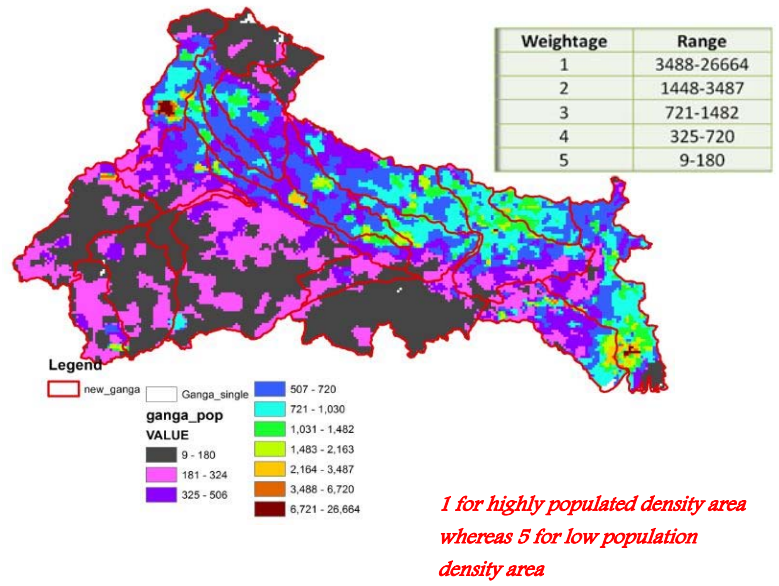 Weightage Range
1 3488-26664
2 1448-3487
3 721-1482
4 325-720
5 9-180
Legend
new_ganga
Ganga_single
ganga_pop
VALUE
9 - 180
181 - 324
325 - 506
507 - 720
721 - 1,030
1,031 - 1,482
1,483 - 2,163
2,164 - 3,487
3,488 - 6,720
6,721 - 26,664
1 for highly populated density area
whereas 5 for low population
density area